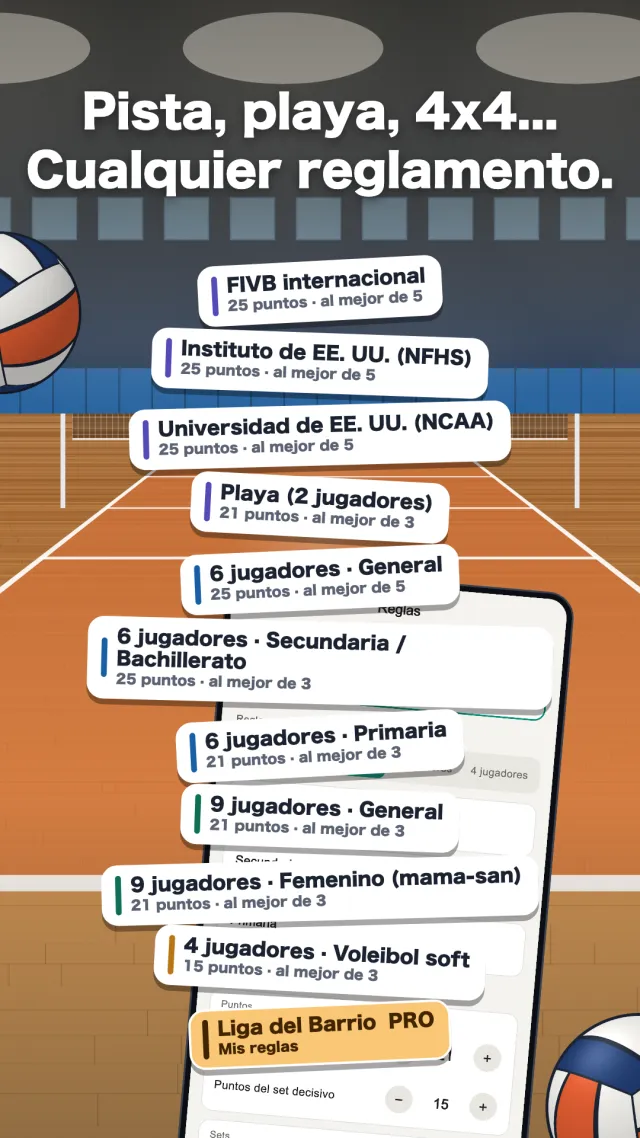 Pista, playa, 4x4...
Cualquier reglamento.
FIVB internacional
25 puntos · al mejor de 5
Instituto de EE. UU. (NFHS)
25 puntos · al mejor de 5
Universidad de EE. UU. (NCAA)
25 puntos · al mejor de 5
Playa (2 jugadores)
21 puntos · al mejor de 3
6 jugadores · General
25 puntos · al mejor de 5
Reglas
6 jugadores · Secundaria /
Bachillerato
25 puntos · al mejor de 3
6 jugadores · Primaria
21 puntos · al mejor de 3
4 jugadores
9 jugadores · General
21 puntos · al mejor de 3
9 jugadores · Femenino (mama-san)
21 puntos · al mejor de 3
4 jugadores · Voleibol soft
15 puntos · al mejor de 3
Puntos
Liga del Barrio PRO
Mis reglas
+
Puntos del set decisivo
− 15 +
Sets